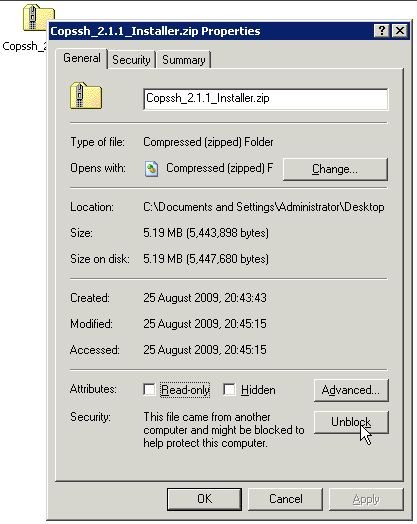 Copssh_2
Copssh_2.1.1_Installer.zip Properties
General Security Summary
Copssh_2.1.1_Installer.zip
Type of file: Compressed (zipped) Folder
Opens with: Compressed (zipped) F Change...
Location: C:\Documents and Settings\Administrator\Desktop
Size: 5.19 MB (5,443,898 bytes)
Size on disk: 5.19 MB (5,447,680 bytes)
Created: 25 August 2009, 20:43:43
Modified: 25 August 2009, 20:45:15
Accessed: 25 August 2009, 20:45:15
Attributes: Read-only Hidden Advanced...
Security: This file came from another Unblock
computer and might be blocked to
help protect this computer.
OK Cancel Apply